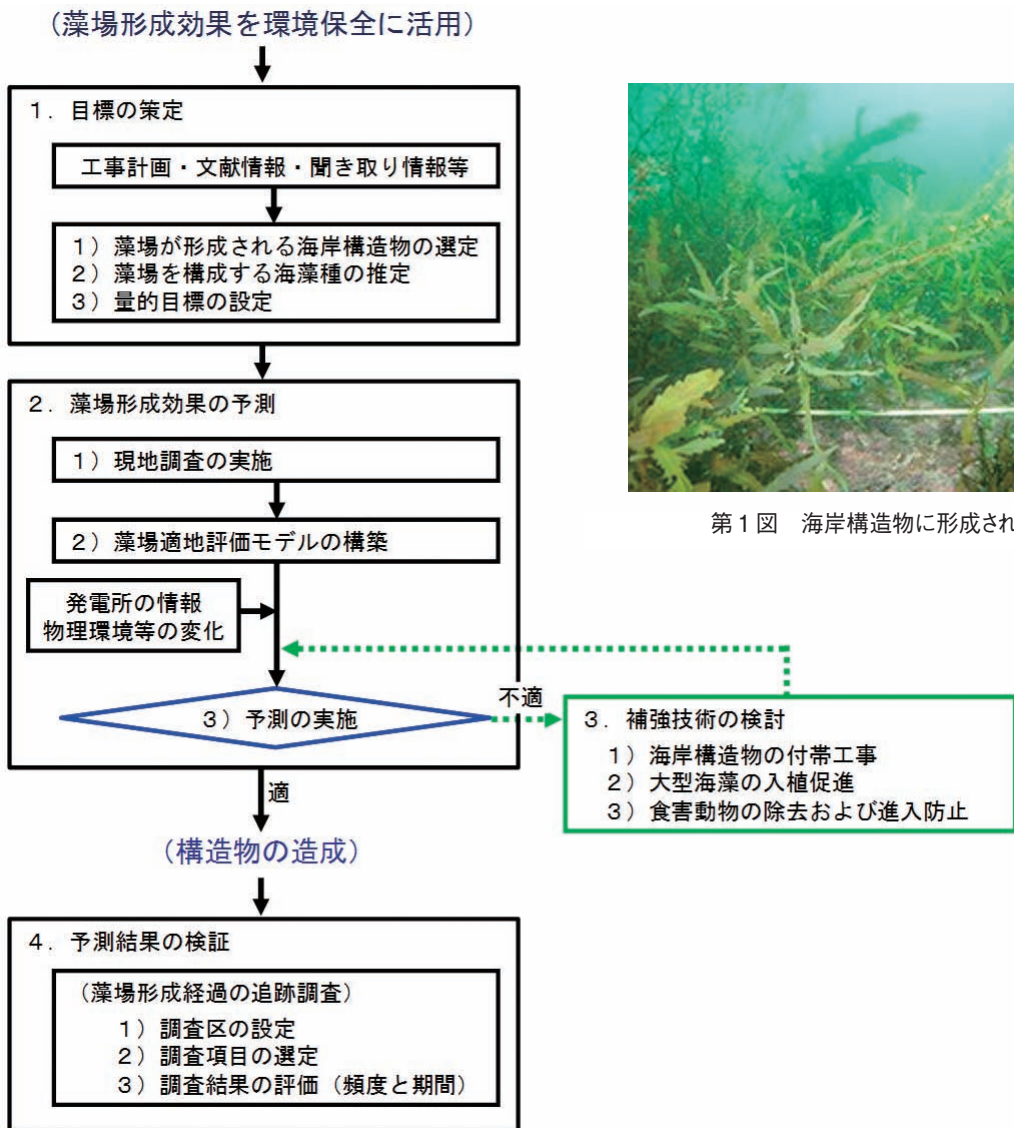 (藻場形成効果を環境保全に活用)
1．目標の策定
工事計画・文献情報・聞き取り情報等
1）藻場が形成される海岸構造物の選定
2）藻場を構成する海藻種の推定
3）量的目標の設定
2．藻場形成効果の予測
1）現地調査の実施
2）藻場適地評価モデルの構築
発電所の情報
物理環境等の変化
3）予測の実施
不適
適
3．補強技術の検討
1）海岸構造物の付帯工事
2）大型海藻の入植促進
3）食害動物の除去および進入防止
(構造物の造成)
4．予測結果の検証
(藻場形成経過の追跡調査)
1）調査区の設定
2）調査項目の選定
3）調査結果の評価（頻度と期間）
第1図　海岸構造物に形成され